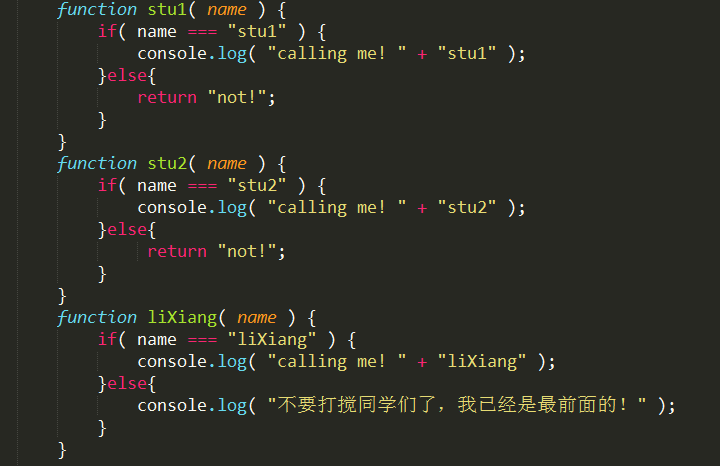 function stu1( name ) {
    if( name === "stu1" ) {
        console.log( "calling me! " + "stu1" );
    }else{
        return "not!";
    }
}
function stu2( name ) {
    if( name === "stu2" ) {
        console.log( "calling me! " + "stu2" );
    }else{
         return "not!";
    }
}
function liXiang( name ) {
    if( name === "liXiang" ) {
        console.log( "calling me! " + "liXiang" );
    }else{
        console.log( "不要打搅同学们了，我已经是最前面的！" );
    }
}